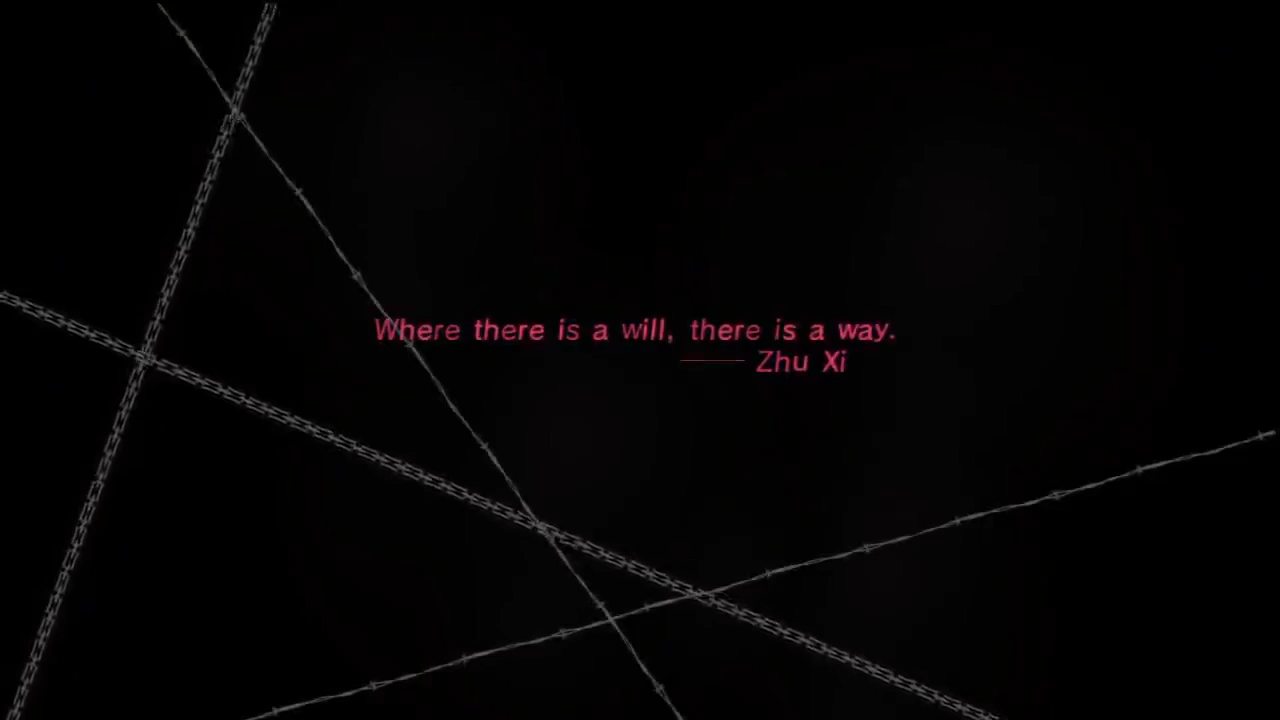 Where there is a will, there is a way.
—— Zhu Xi